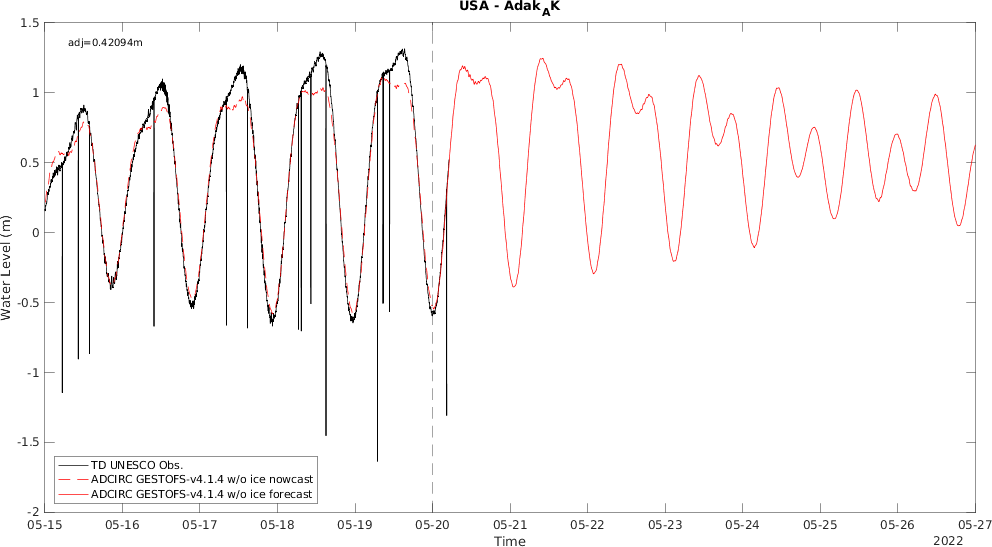 USA - Adak_AK
adj=0.42094m
Water Level (m)
1.5
1
0.5
0
-0.5
-1
-1.5
-2
TD UNESCO Obs.
ADCIRC GESTOFS-v4.1.4 w/o ice nowcast
ADCIRC GESTOFS-v4.1.4 w/o ice forecast
05-15 05-16 05-17 05-18 05-19 05-20 05-21 05-22 05-23 05-24 05-25 05-26 05-27
Time
2022